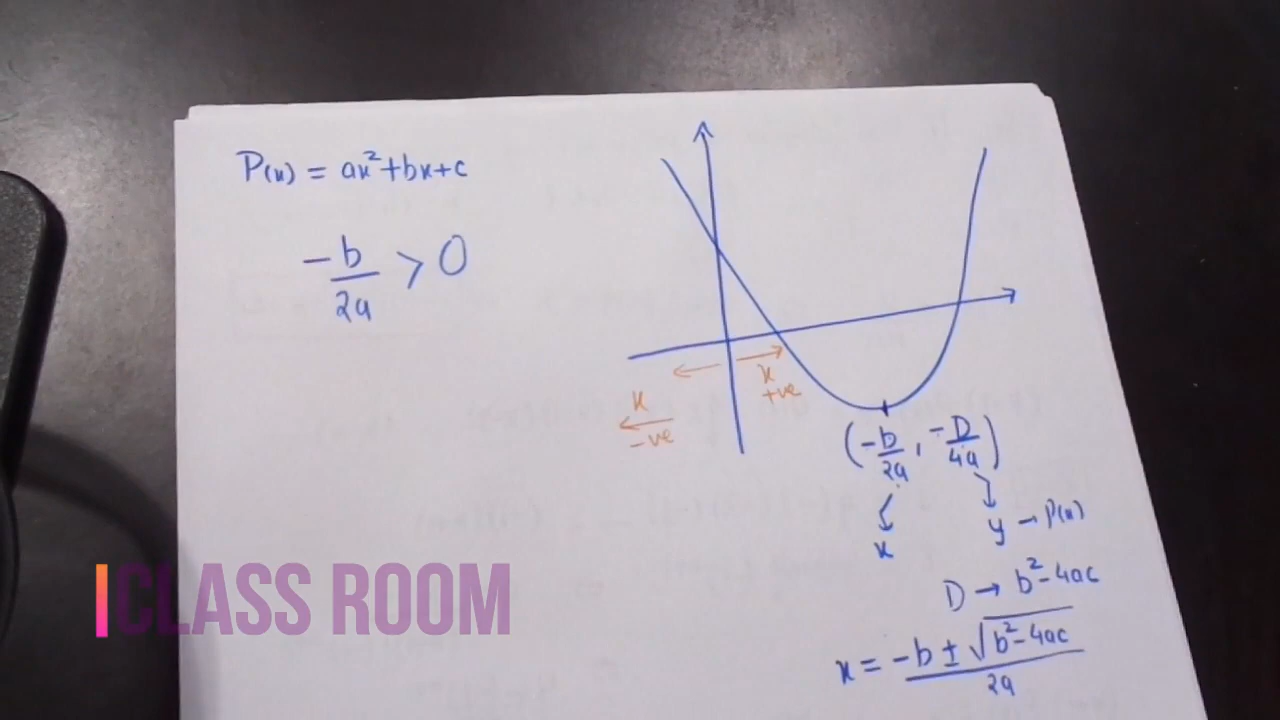 P(x) = ax²+bx+c
-b/2a > 0
x
+ve
x
-ve
(-b/2a, -D/4a)
x
y → P(x)
D → b²-4ac
x = -b ± √b²-4ac / 2a
CLASS ROOM